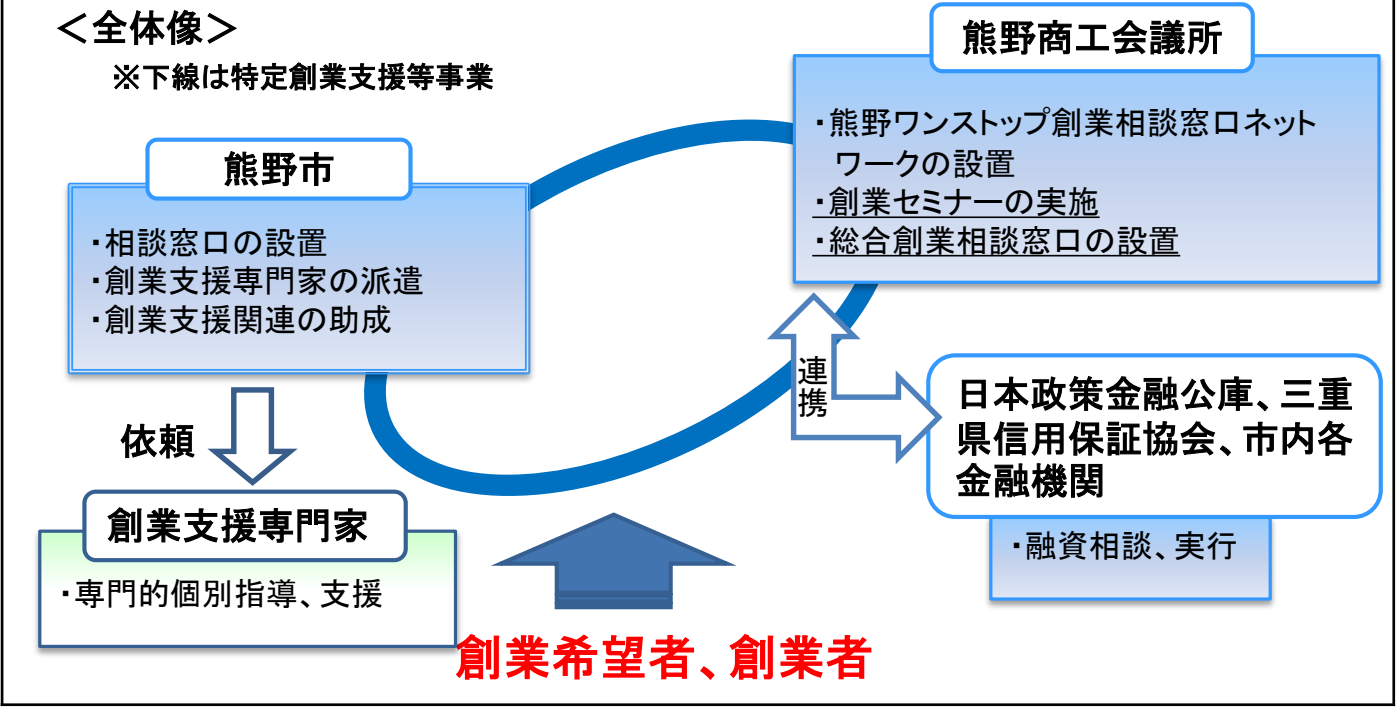 ＜全体像＞
※下線は特定創業支援等事業
熊野市
・相談窓口の設置
・創業支援専門家の派遣
・創業支援関連の助成
依頼
創業支援専門家
・専門的個別指導、支援
熊野商工会議所
・熊野ワンストップ創業相談窓口ネット
ワークの設置
・創業セミナーの実施
・総合創業相談窓口の設置
連携
日本政策金融公庫、三重
県信用保証協会、市内各
金融機関
・融資相談、実行
創業希望者、創業者